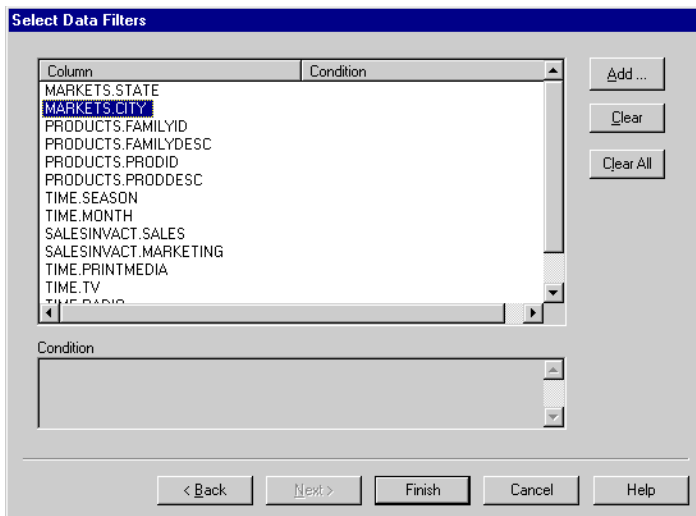 Select Data Filters
Column Condition
MARKETS.STATE
MARKETS.CITY
PRODUCTS.FAMILYID
PRODUCTS.FAMILYDESC
PRODUCTS.PRODID
PRODUCTS.PRODDESC
TIME.SEASON
TIME.MONTH
SALESINVACT.SALES
SALESINVACT.MARKETING
TIME.PRINTMEDIA
TIME.TV
TIME.RADIO
Add ...
Clear
Clear All
Condition
< Back Next > Finish Cancel Help